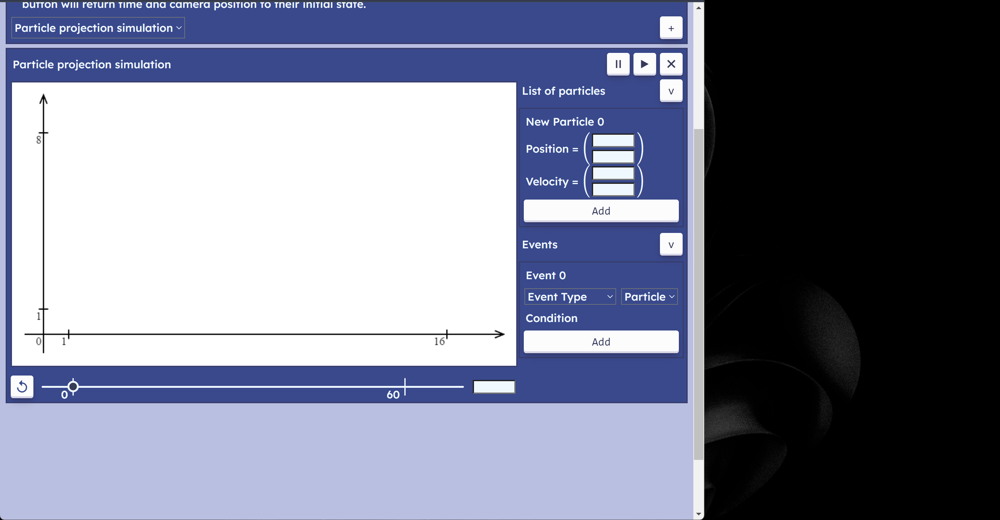 button will return time and camera position to their initial state.
Particle projection simulation
+
Particle projection simulation
List of particles
v
8
1
0
1
16
New Particle 0
Position =
Velocity =
Add
Events
v
Event 0
Event Type
Particle
Condition
Add
0
60